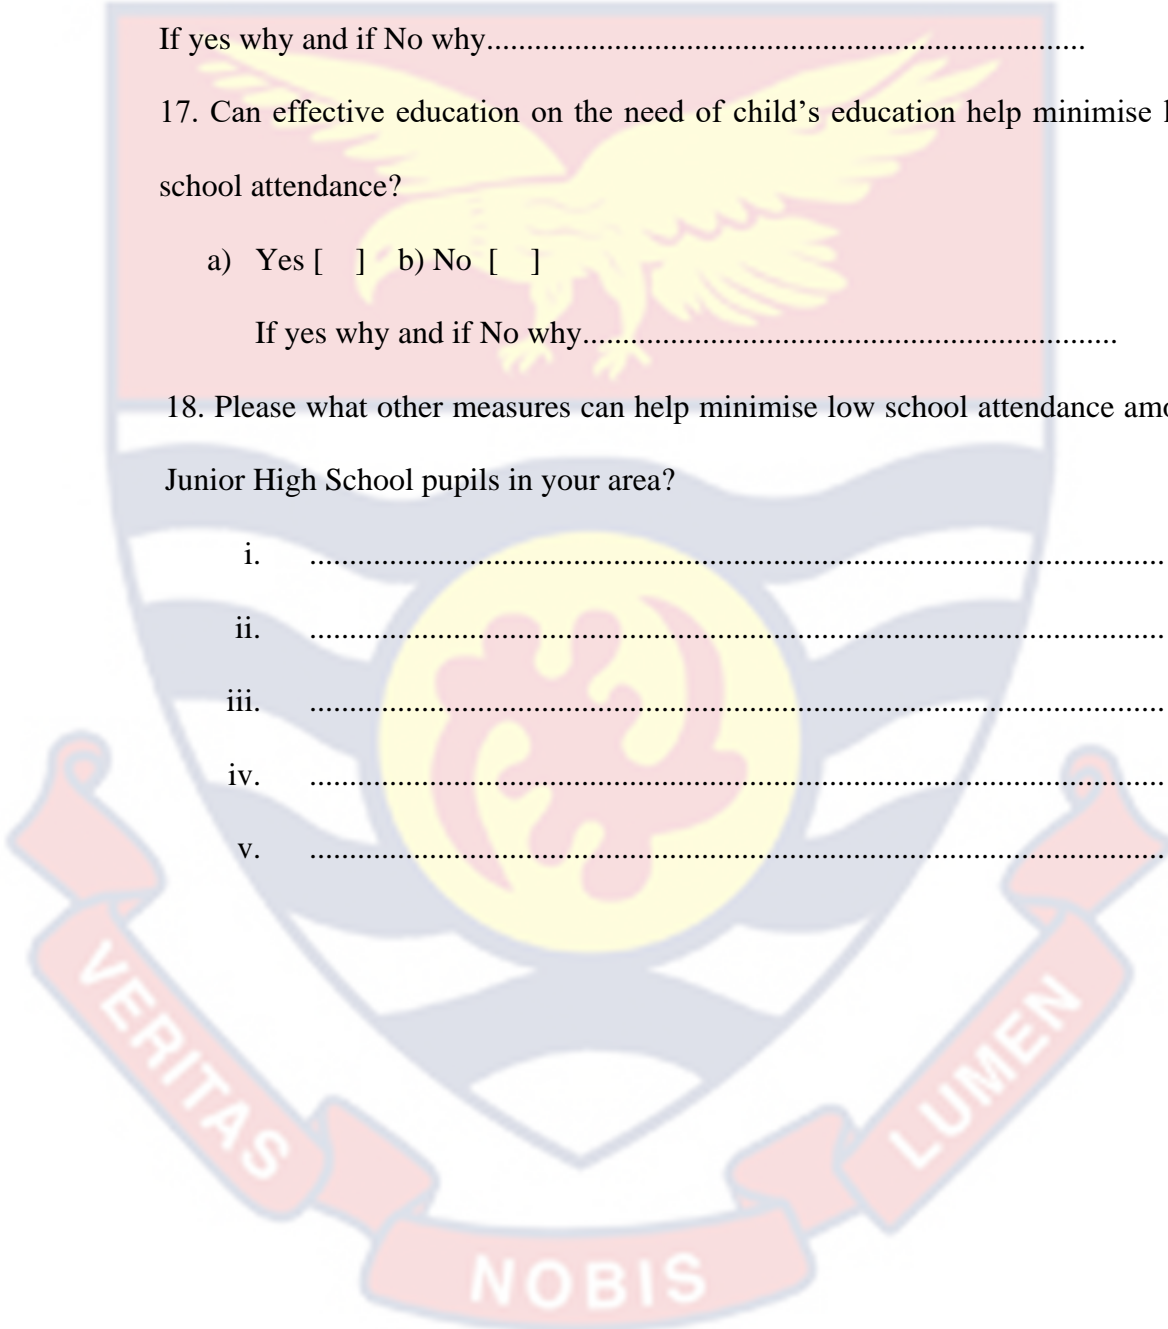 If yes why and if No why...........................................................................
17. Can effective education on the need of child’s education help minimise
school attendance?
a) Yes [ ] b) No [ ]
If yes why and if No why...................................................................
18. Please what other measures can help minimise low school attendance
Junior High School pupils in your area?
i. ...........................................................................................................
ii. ...........................................................................................................
iii. ...........................................................................................................
iv. ...........................................................................................................
v. ...........................................................................................................
VERITAS
NOBIS
LUMEN